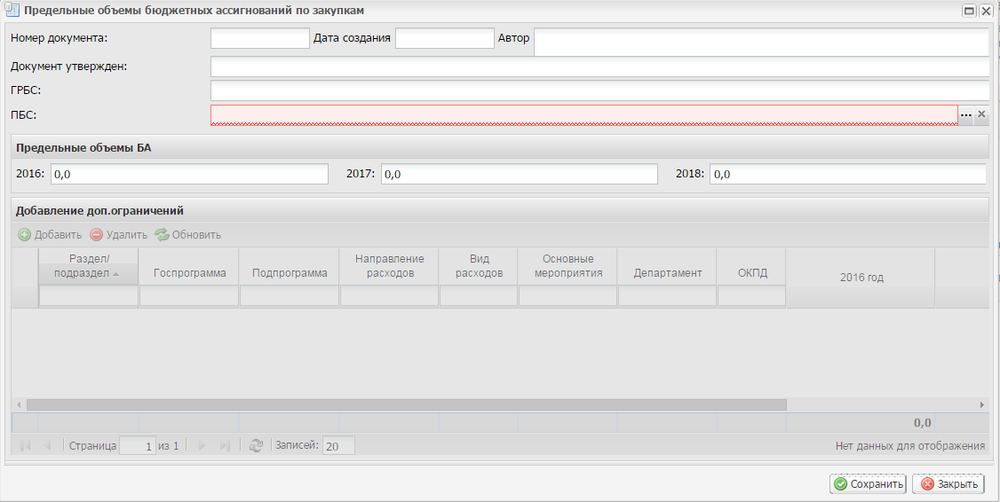 Предельные объемы бюджетных ассигнований по закупкам
Номер документа: Дата создания Автор
Документ утвержден:
ГРБС:
ПБС: ...
Предельные объемы БА
2016: 0,0 2017: 0,0 2018: 0,0
Добавление доп.ограничений
Добавить Удалить Обновить
Раздел/
подраздел
Госпрограмма
Подпрограмма
Направление
расходов
Вид
расходов
Основные
мероприятия
Департамент
ОКПД
2016 год
0,0
Страница 1 из 1 Записей: 20 Нет данных для отображения
Сохранить Закрыть